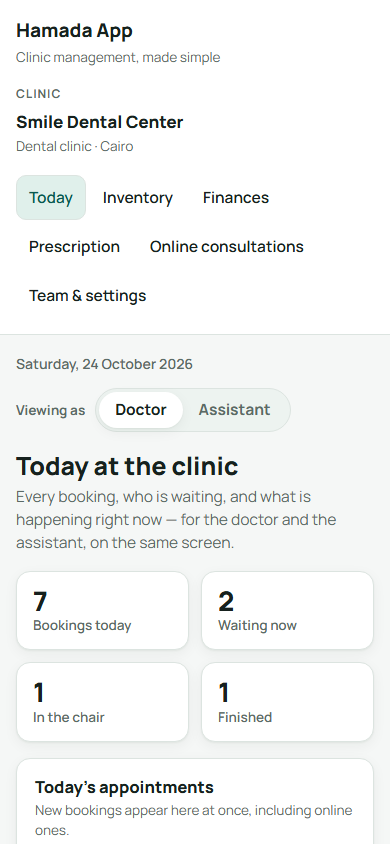 Hamada App
Clinic management, made simple
CLINIC
Smile Dental Center
Dental clinic · Cairo
Today
Inventory
Finances
Prescription
Online consultations
Team & settings
Saturday, 24 October 2026
Viewing as
Doctor
Assistant
Today at the clinic
Every booking, who is waiting, and what is
happening right now — for the doctor and the
assistant, on the same screen.
7
Bookings today
2
Waiting now
1
In the chair
1
Finished
Today's appointments
New bookings appear here at once, including online
ones.